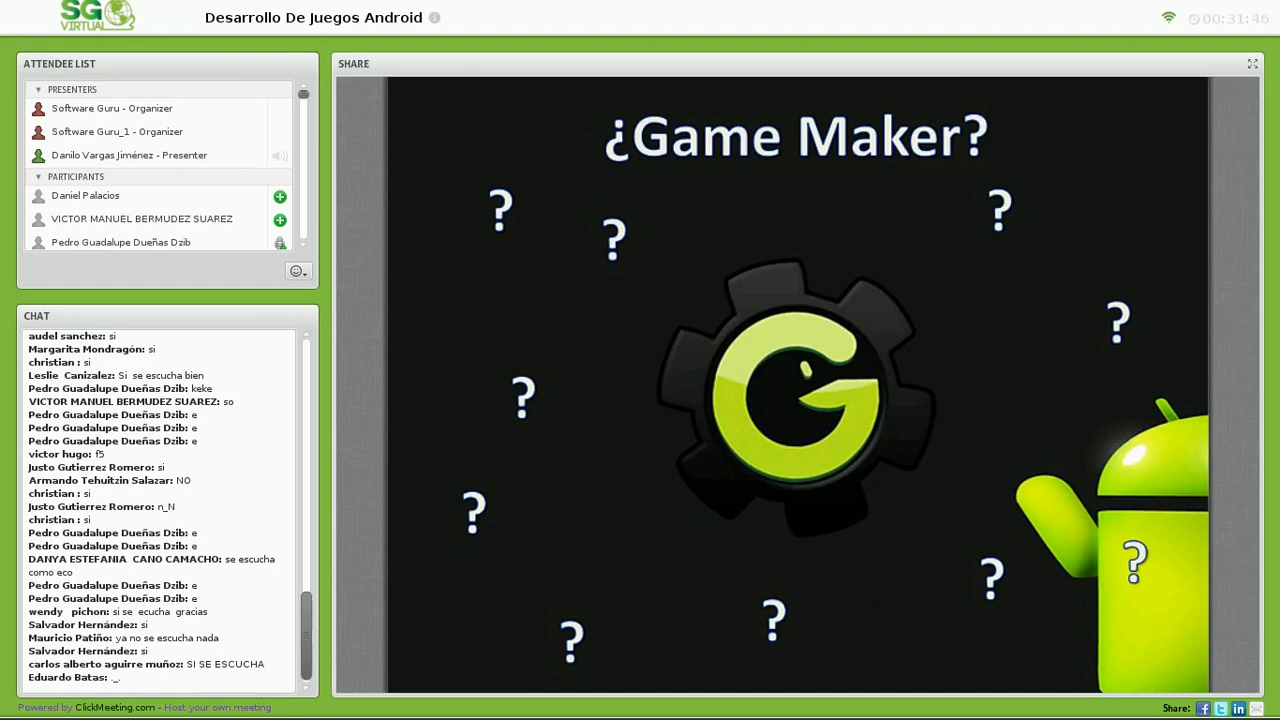 SG
VIRTUAL
Desarrollo De Juegos Android
00:31:46
ATTENDEE LIST
PRESENTERS
Software Guru - Organizer
Software Guru_1 - Organizer
Danilo Vargas Jiménez - Presenter
PARTICIPANTS
Daniel Palacios
VICTOR MANUEL BERMUDEZ SUAREZ
Pedro Guadalupe Dueñas Dzib
CHAT
audel sanchez: si
Margarita Mondragón: si
christian : si
Leslie Canizalez: Si se escucha bien
Pedro Guadalupe Dueñas Dzib: keke
VICTOR MANUEL BERMUDEZ SUAREZ: so
Pedro Guadalupe Dueñas Dzib: e
Pedro Guadalupe Dueñas Dzib: e
Pedro Guadalupe Dueñas Dzib: e
victor hugo: f5
Justo Gutierrez Romero: si
Armando Tehuitzin Salazar: NO
christian : si
Justo Gutierrez Romero: n_N
christian : si
Pedro Guadalupe Dueñas Dzib: e
Pedro Guadalupe Dueñas Dzib: e
DANYA ESTEFANIA CANO CAMACHO: se escucha
como eco
Pedro Guadalupe Dueñas Dzib: e
Pedro Guadalupe Dueñas Dzib: e
wendy pichon: si se ecucha gracias
Salvador Hernández: si
Mauricio Patiño: ya no se escucha nada
Salvador Hernández: si
carlos alberto aguirre muñoz: SI SE ESCUCHA
Eduardo Batas: ._.
SHARE
¿Game Maker?
?
?
?
?
?
?
?
?
?
?
G
Powered by ClickMeeting.com - Host your own meeting
Share: